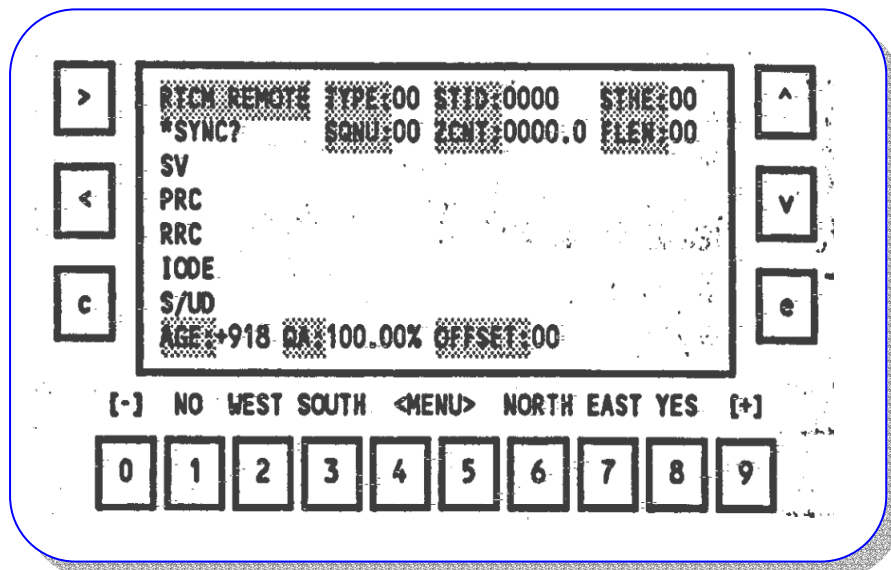 >
<
c
RTCM REMOTE TYPE:00 STID:0000 STHE:00
*SYNC? SQNU:00 ZCNT:0000.0 FLEN:00
SV
PRC
RRC
IODE
S/UD
AGE:+918 QA:100.00% OFFSET:00
^
v
e
[-] NO WEST SOUTH <MENU> NORTH EAST YES [+]
0 1 2 3 4 5 6 7 8 9